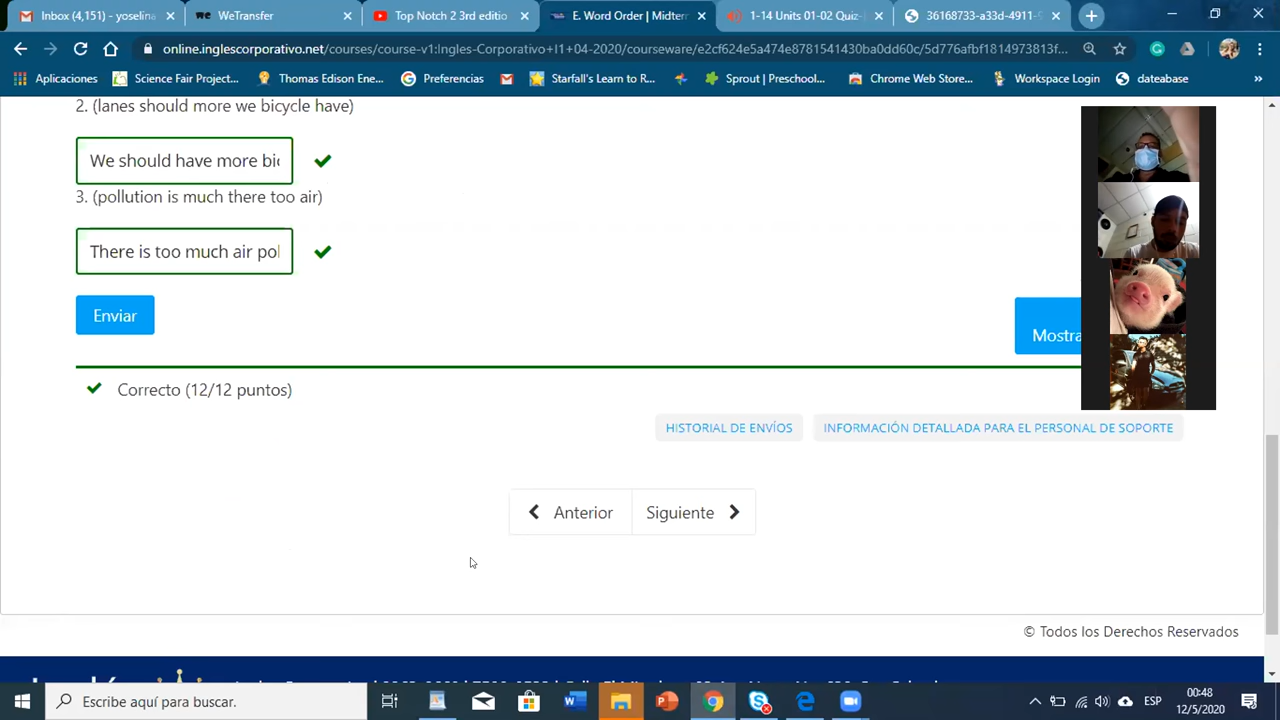 Inbox (4,151) - yoselina
WeTransfer
Top Notch 2 3rd editio
E. Word Order | Midterm
1-14 Units 01-02 Quiz-
36168733-a33d-4911-9
online.inglescorporativo.net/courses/course-v1:Ingles-Corporativo+I1+04-2020/courseware/e2cf624e5a474e8781541430ba0dd60c/5d776afbf1814973813f...
Aplicaciones
Science Fair Project...
Thomas Edison Ene...
Preferencias
Starfall's Learn to R...
Sprout | Preschool...
Chrome Web Store...
Workspace Login
dateabase
»
2. (lanes should more we bicycle have)
We should have more bic
3. (pollution is much there too air)
There is too much air pol
Enviar
Mostra
Correcto (12/12 puntos)
HISTORIAL DE ENVÍOS
INFORMACIÓN DETALLADA PARA EL PERSONAL DE SOPORTE
Anterior
Siguiente
© Todos los Derechos Reservados
Escribe aquí para buscar.
ESP
00:48
12/5/2020